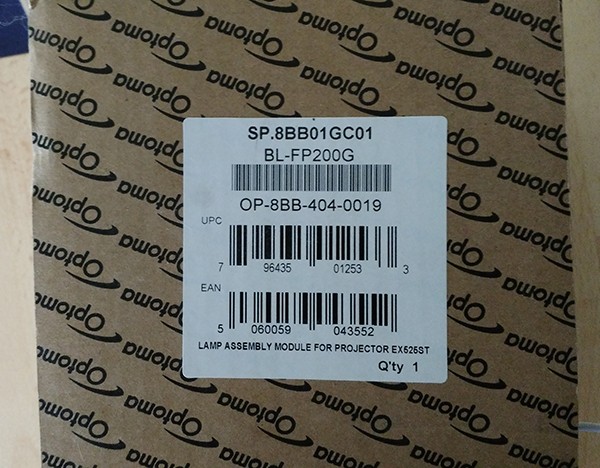 Optoma
SP.8BB01GC01
BL-FP200G
OP-8BB-404-0019
UPC
7 96435 01253 3
EAN
5 060059 043552
LAMP ASSEMBLY MODULE FOR PROJECTOR EX525ST
Q'ty 1